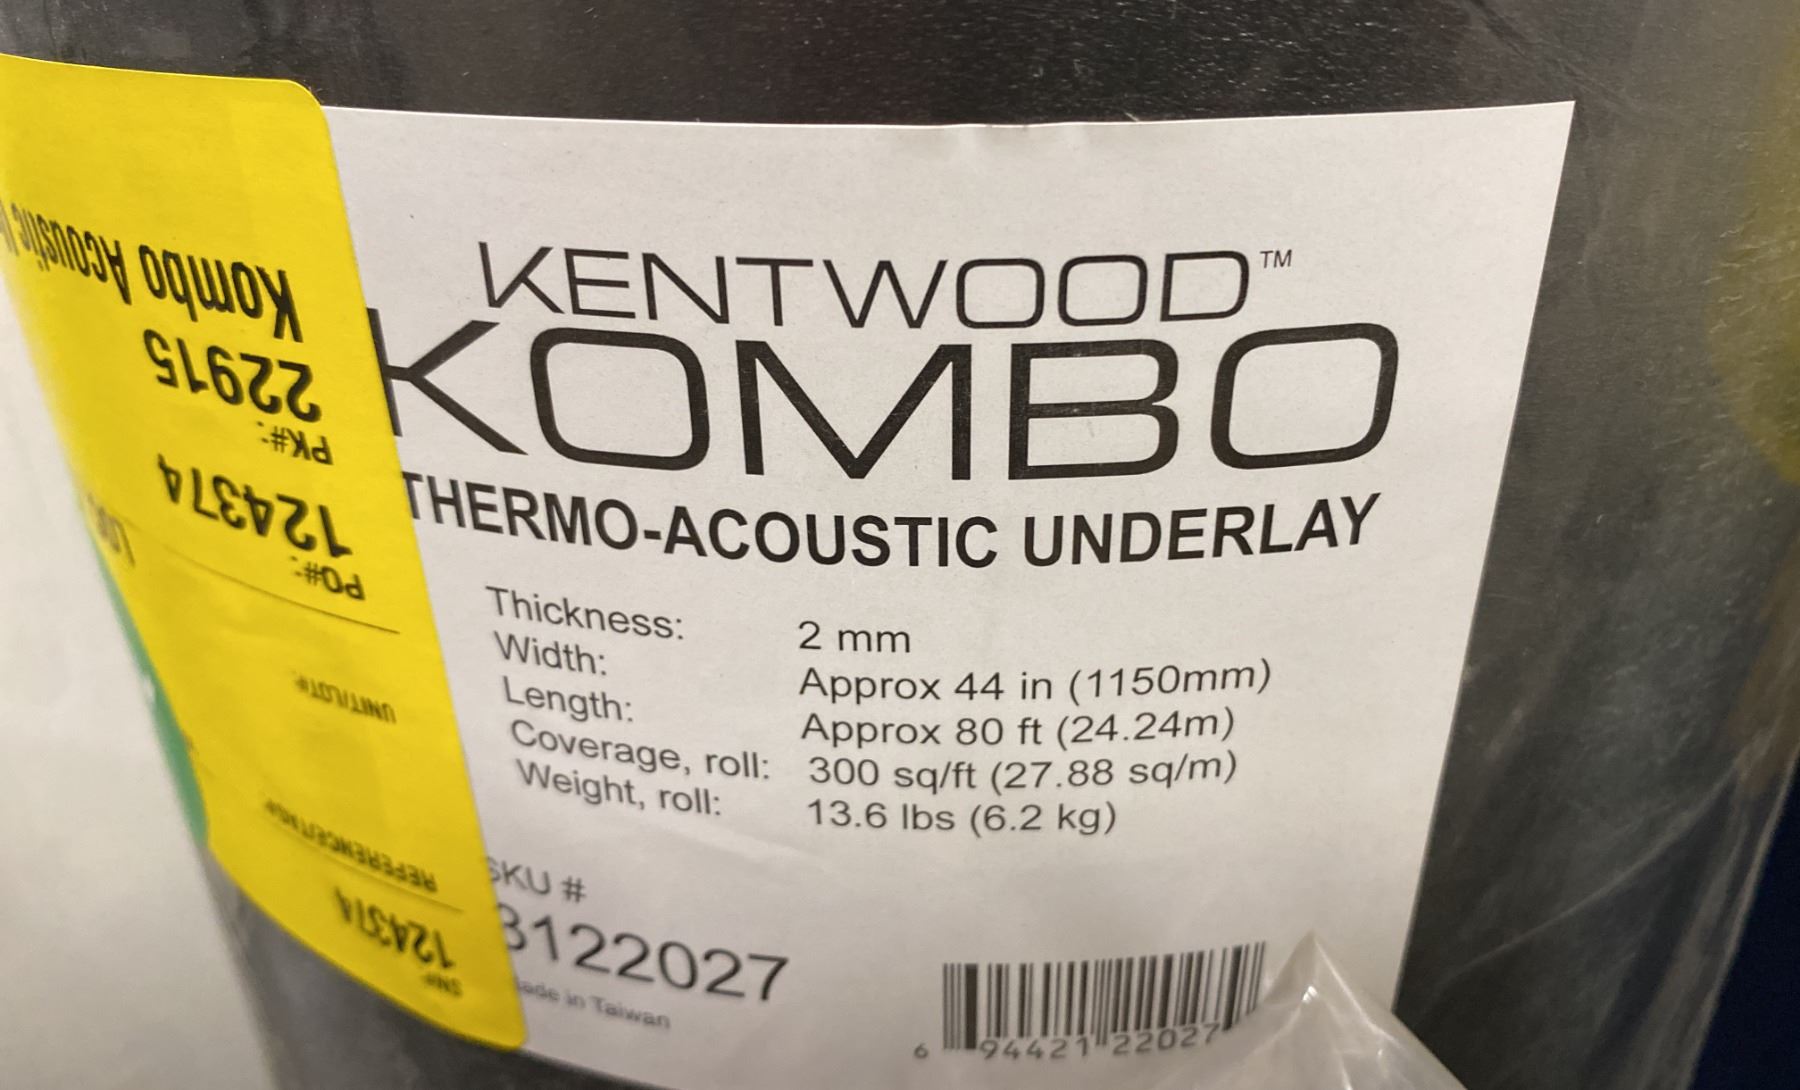 KENTWOOD™
KOMBO
THERMO-ACOUSTIC UNDERLAY
Thickness: 2 mm
Width: Approx 44 in (1150mm)
Length: Approx 80 ft (24.24m)
Coverage, roll: 300 sq/ft (27.88 sq/m)
Weight, roll: 13.6 lbs (6.2 kg)
SKU #
3122027
Made in Taiwan
6 94421 22027
124374
REFERENCE/TAG#
UNIT/LOT#:
PO#:
124374
PK#:
22915
Kombo Acoustic